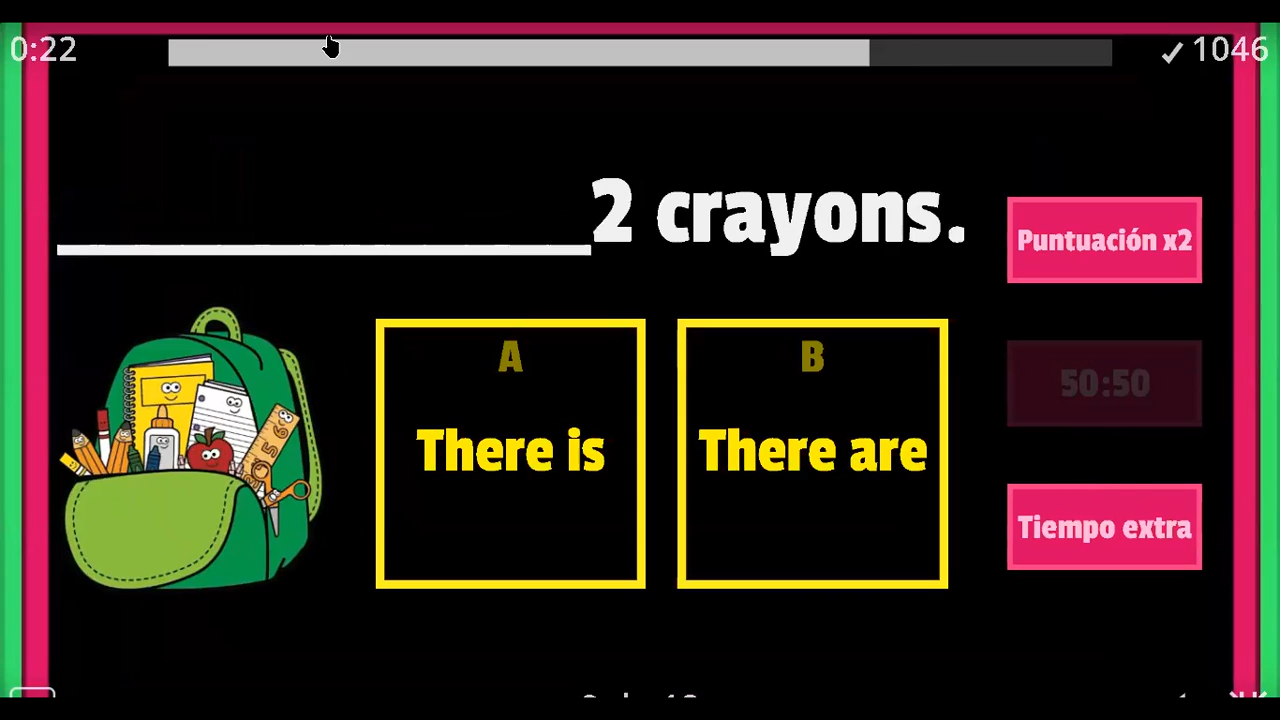 0:22
1046
2 crayons.
Puntuación x2
A
B
50:50
There is
There are
Tiempo extra